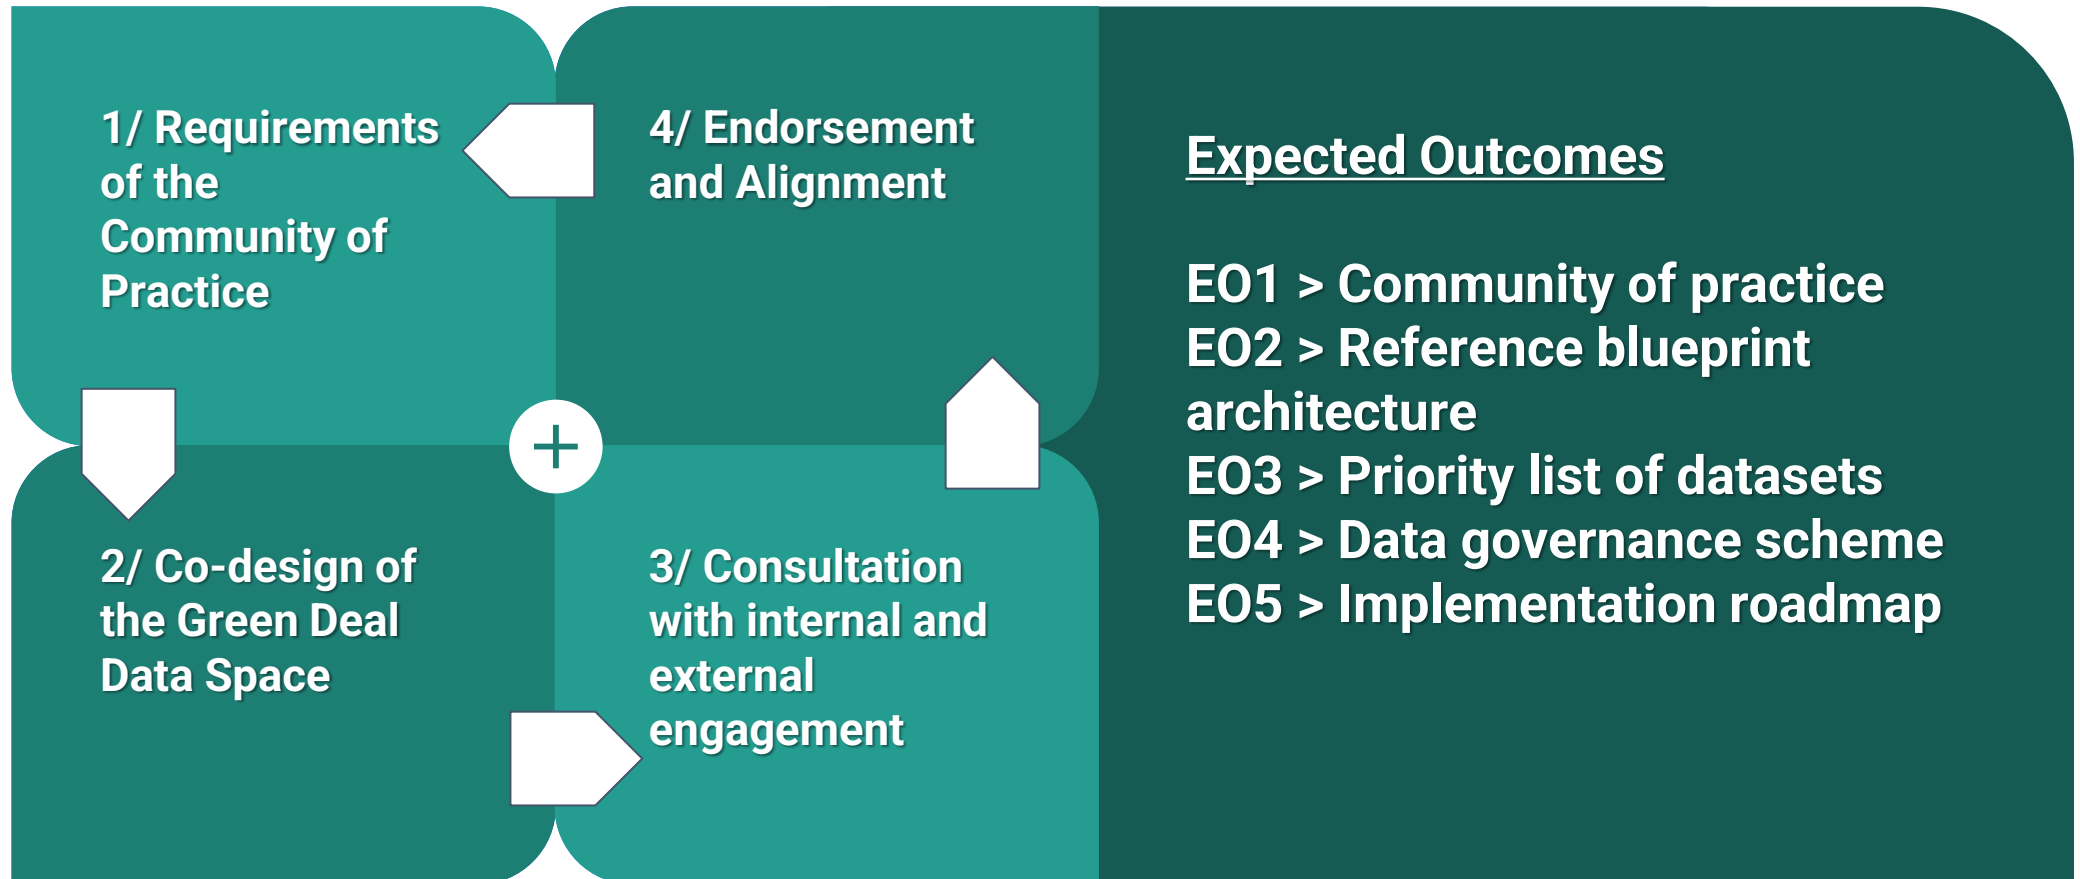 1/ Requirements
of the
Community of
Practice
2/ Co-design of
the Green Deal
Data Space
3/ Consultation
with internal and
external
engagement
4/ Endorsement
and Alignment
Expected Outcomes
EO1 > Community of practice
EO2 > Reference blueprint
architecture
EO3 > Priority list of datasets
EO4 > Data governance scheme
EO5 > Implementation roadmap